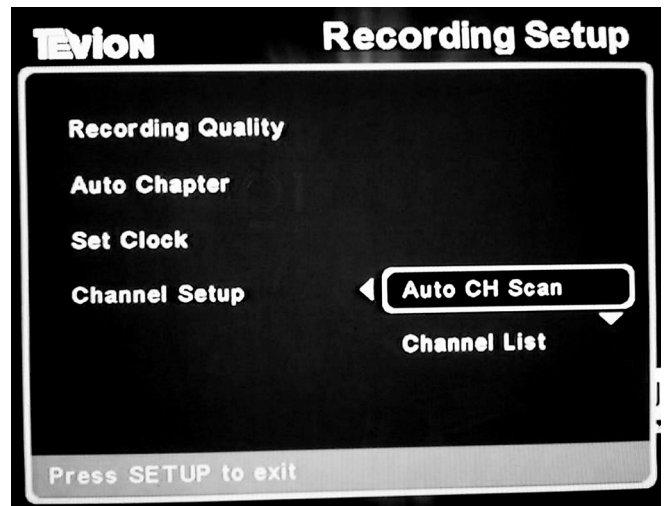 TEVION
Recording Setup
Recording Quality
Auto Chapter
Set Clock
Channel Setup
Auto CH Scan
Channel List
Press SETUP to exit